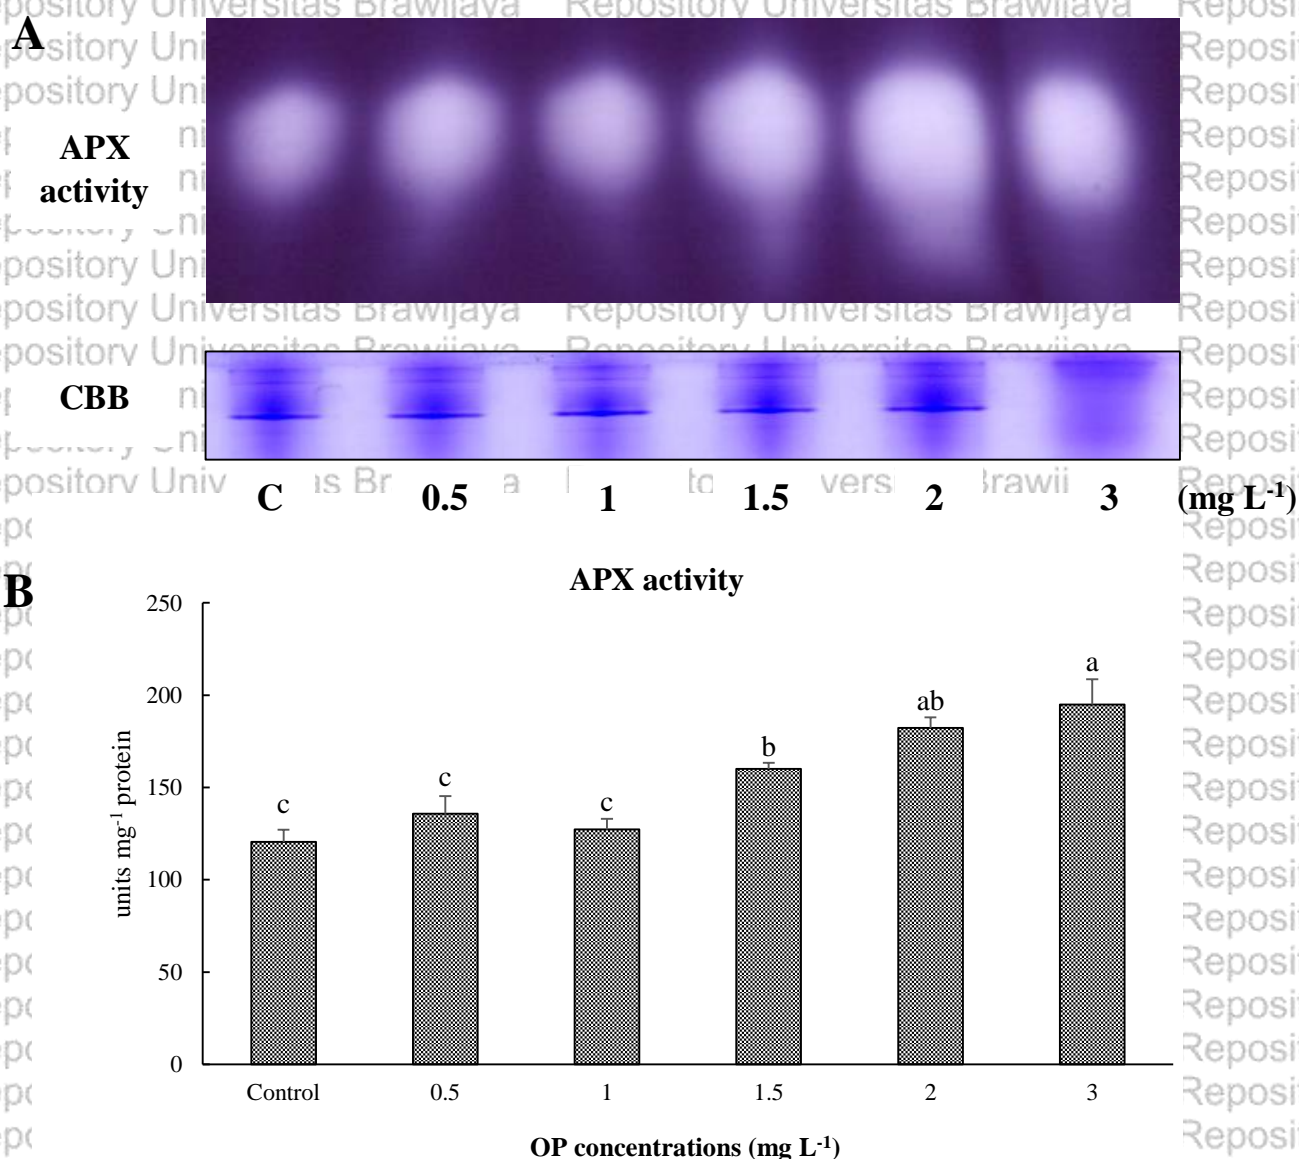 A
APX
activity
CBB
C 0.5 1 1.5 2 3 (mg L-1)
B
APX activity
250
200
150
100
50
0
units mg-1 protein
c
c
c
b
ab
a
Control 0.5 1 1.5 2 3
OP concentrations (mg L-1)
Repository Universitas Brawijaya